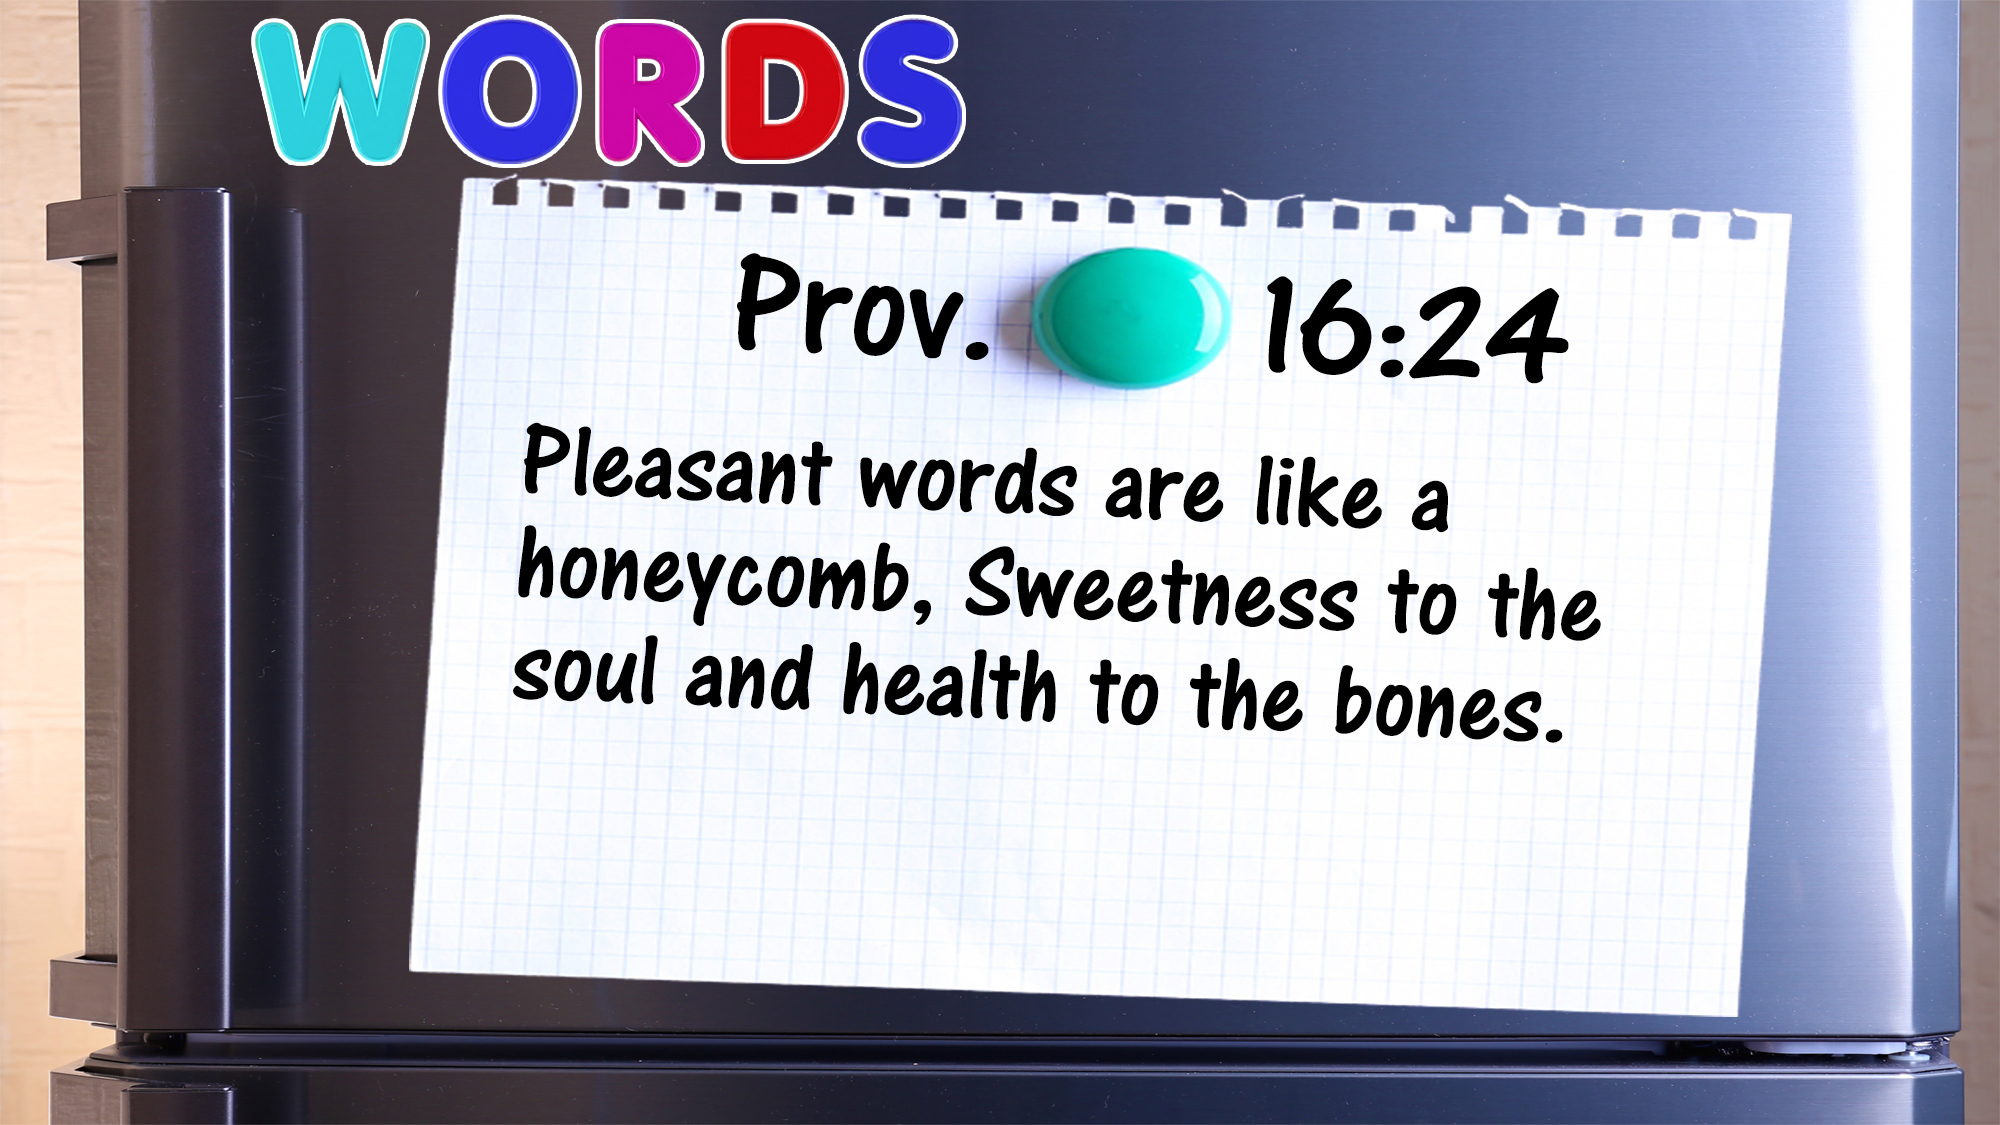 WORDS
Prov. 16:24
Pleasant words are like a
honeycomb, Sweetness to the
soul and health to the bones.